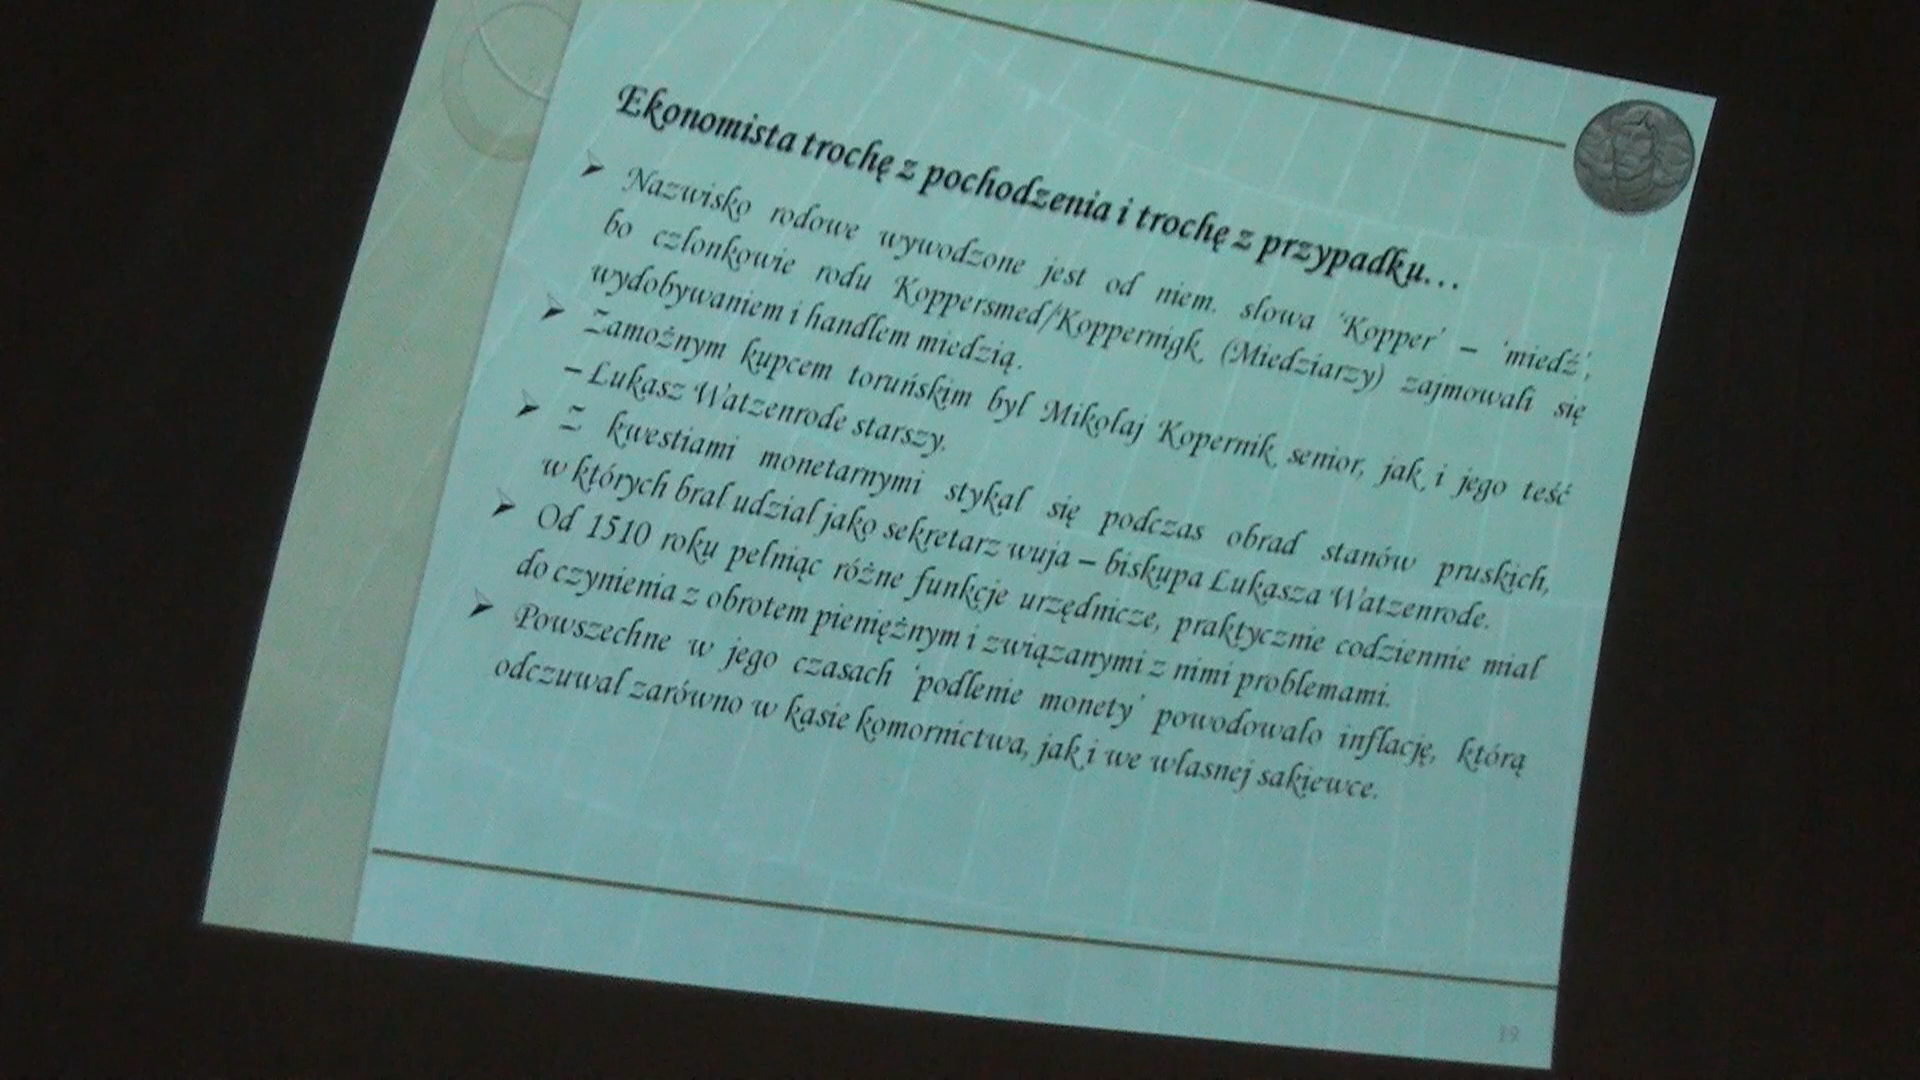 Ekonomista trochę z pochodzenia i trochę z przypadku...
Nazwisko rodowe wywodzone jest od niem. słowa 'Kopper' – 'miedź',
bo członkowie rodu Koppersmed/Koppernigk (Miedziarzy) zajmowali się
wydobywaniem i handlem miedzią.
Zamożnym kupcem toruńskim był Mikołaj Kopernik senior, jak i jego teść
– Łukasz Watzenrode starszy.
Z kwestiami monetarnymi stykał się podczas obrad stanów pruskich,
w których brał udział jako sekretarz wuja – biskupa Łukasza Watzenrode.
Od 1510 roku pełniąc różne funkcje urzędnicze, praktycznie codziennie miał
do czynienia z obrotem pieniężnym i związanymi z nimi problemami.
Powszechne w jego czasach 'podlenie monety' powodowało inflację, którą
odczuwał zarówno w kasie komornictwa, jak i we własnej sakiewce.
19